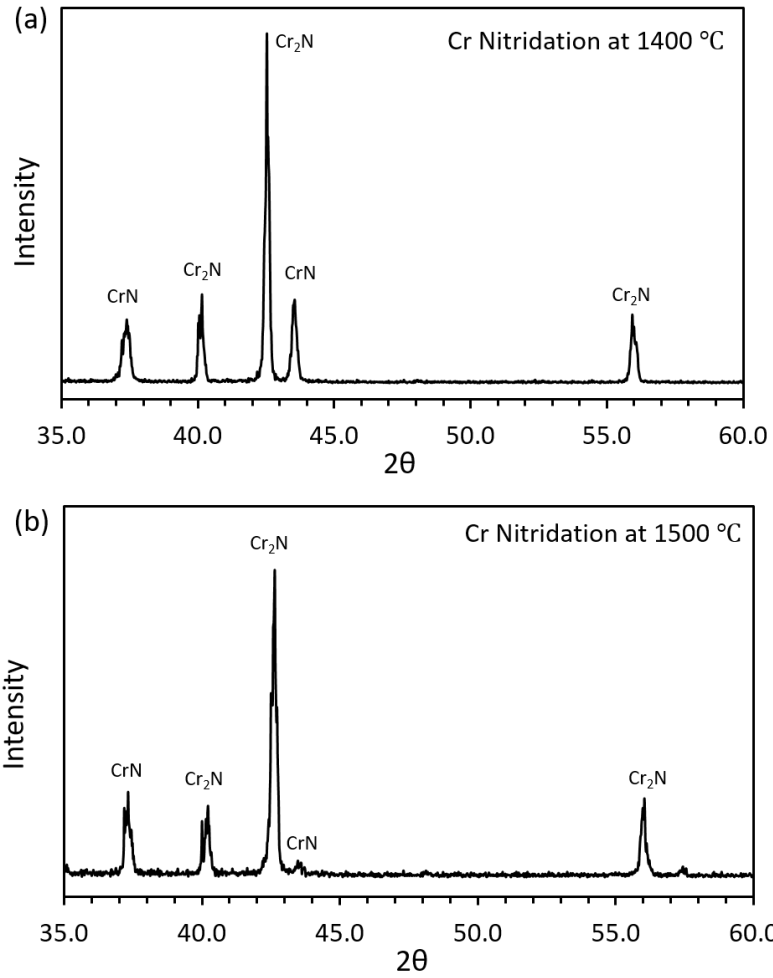 (a)
Cr Nitridation at 1400 °C
Cr₂N
Cr₂N
CrN
CrN
Cr₂N
Intensity
35.0 40.0 45.0 50.0 55.0 60.0
2θ
(b)
Cr Nitridation at 1500 °C
Cr₂N
CrN
Cr₂N
Cr₂N
CrN
Intensity
35.0 40.0 45.0 50.0 55.0 60.0
2θ